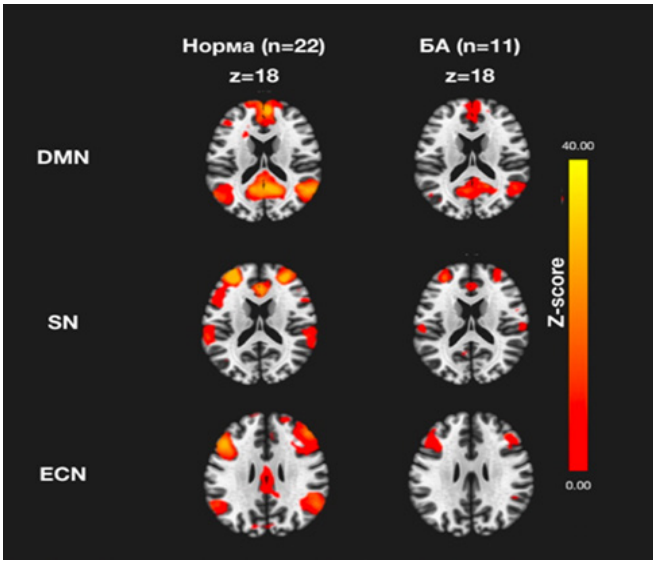 Норма (n=22)
БА (n=11)
z=18
z=18
DMN
40.00
Z-score
SN
ECN
0.00